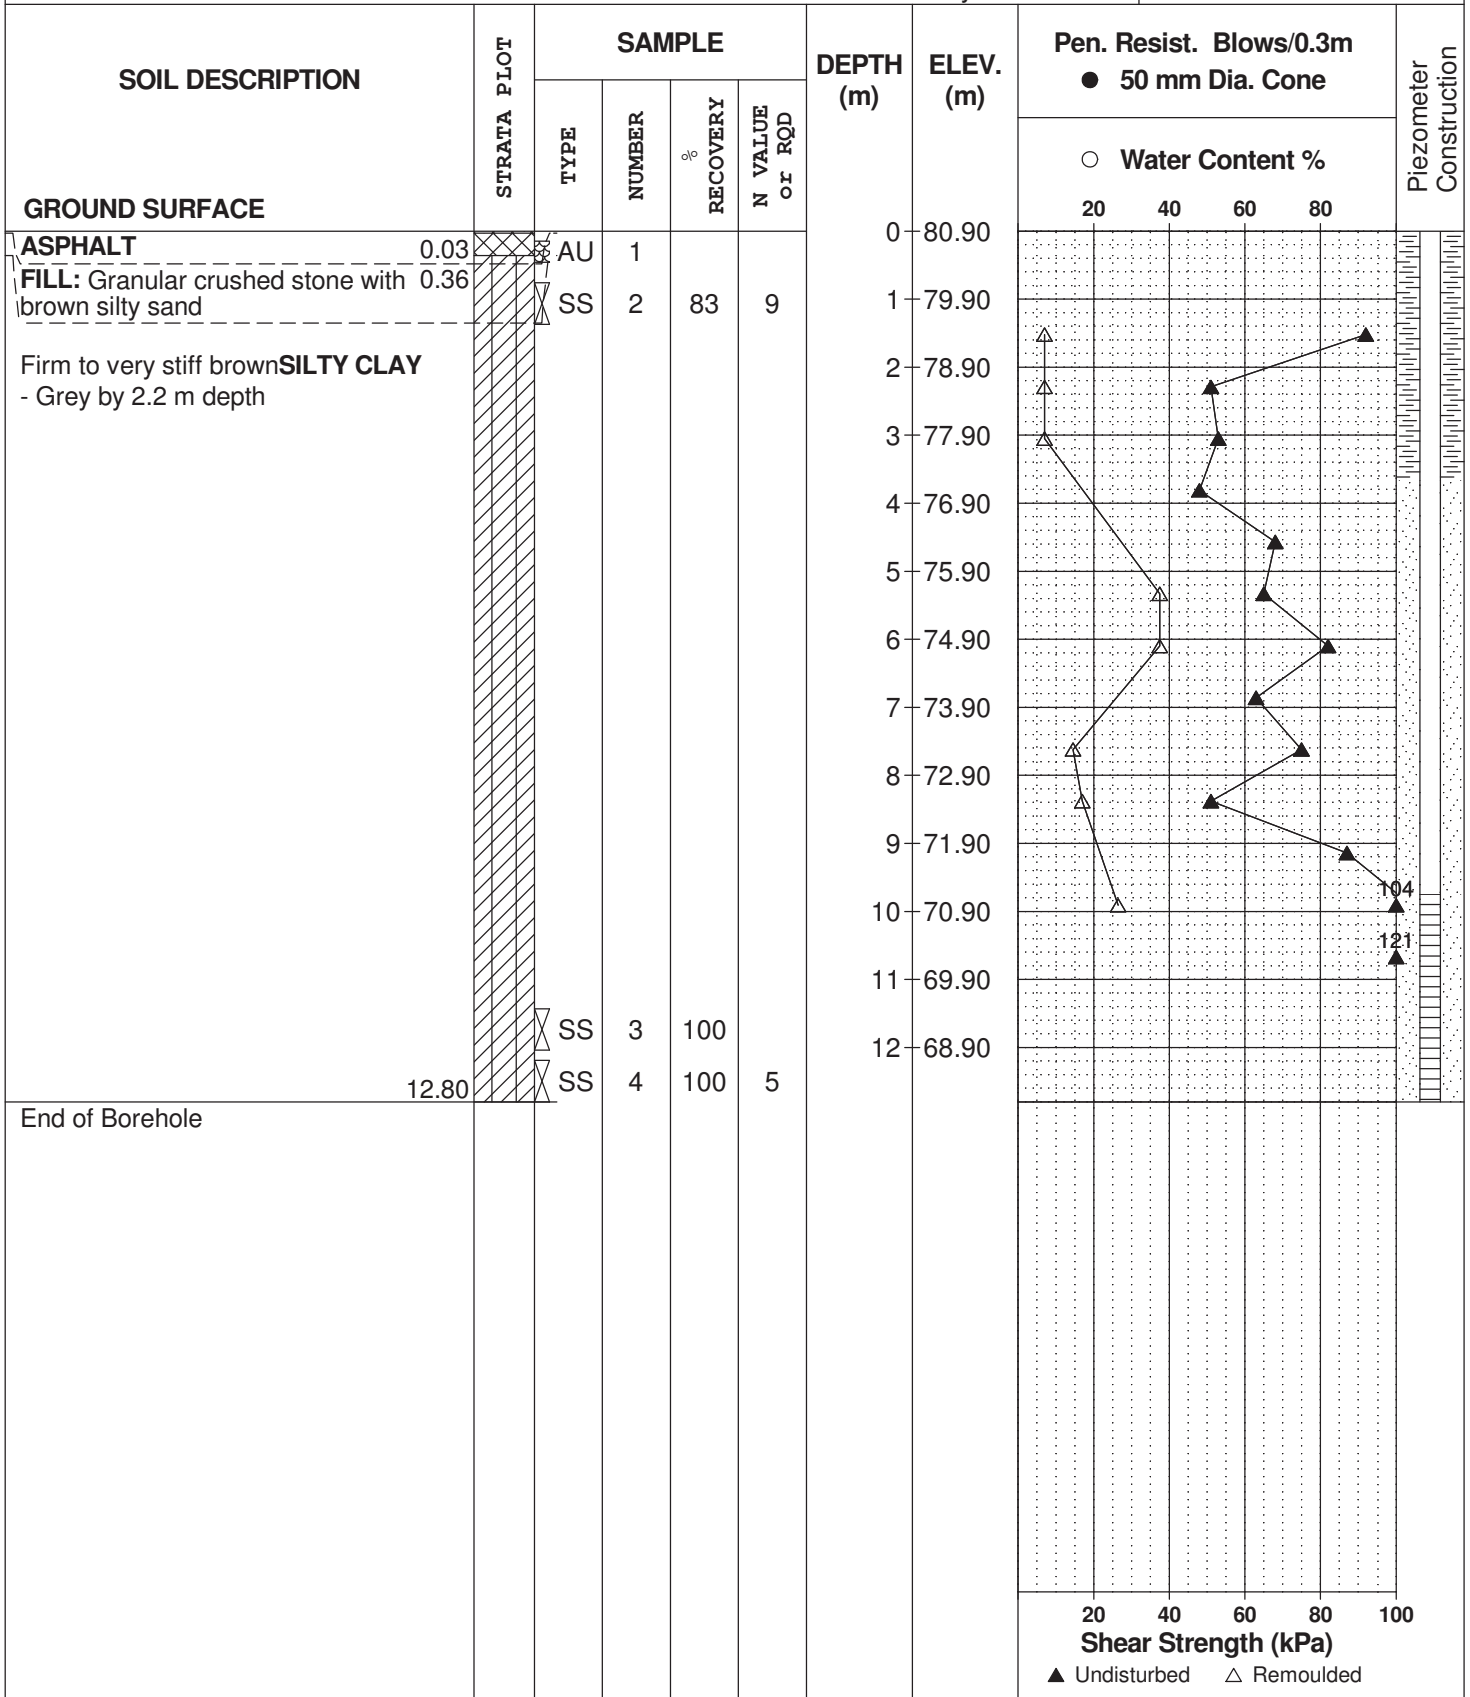 SOIL DESCRIPTION
GROUND SURFACE
STRATA PLOT
SAMPLE
TYPE
NUMBER
% RECOVERY
N VALUE or RQD
DEPTH (m)
ELEV. (m)
Pen. Resist. Blows/0.3m
● 50 mm Dia. Cone
○ Water Content %
20 40 60 80
Piezometer Construction
ASPHALT 0.03
FILL: Granular crushed stone with 0.36
brown silty sand
Firm to very stiff brownSILTY CLAY
- Grey by 2.2 m depth
12.80
End of Borehole
AU 1
SS 2 83 9
SS 3 100
SS 4 100 5
0 80.90
1 79.90
2 78.90
3 77.90
4 76.90
5 75.90
6 74.90
7 73.90
8 72.90
9 71.90
10 70.90
11 69.90
12 68.90
104
121
20 40 60 80 100
Shear Strength (kPa)
▲ Undisturbed △ Remoulded